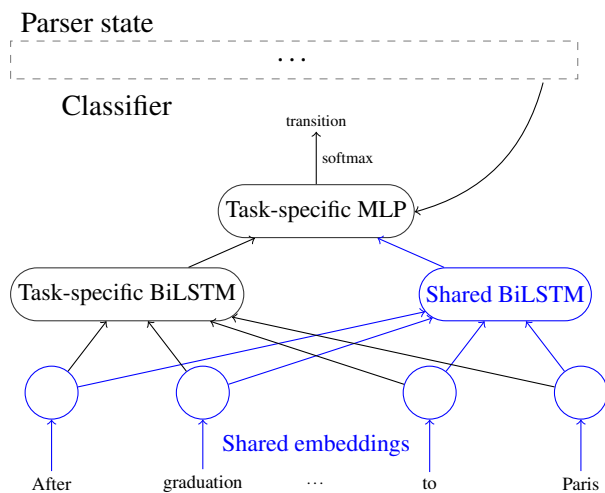 Parser state
...
Classifier
transition
softmax
Task-specific MLP
Task-specific BiLSTM
Shared BiLSTM
Shared embeddings
After
graduation
...
to
Paris